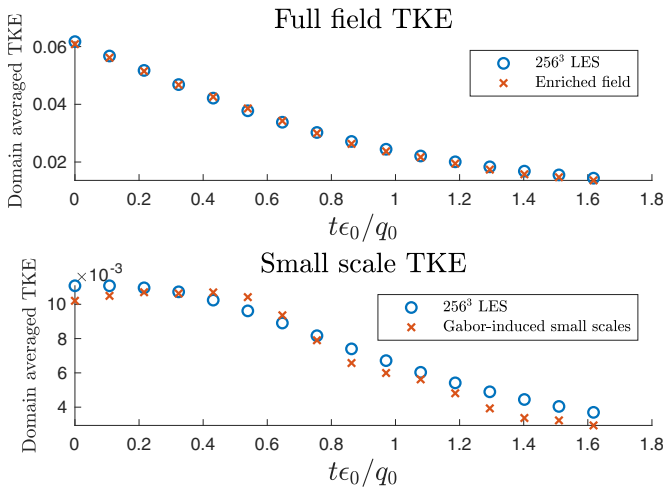 Full field TKE
Domain averaged TKE
0.06
0.04
0.02
256³ LES
Enriched field
0 0.2 0.4 0.6 0.8 1 1.2 1.4 1.6 1.8
tϵ₀/q₀
Small scale TKE
Domain averaged TKE
×10⁻³
10
8
6
4
256³ LES
Gabor-induced small scales
0 0.2 0.4 0.6 0.8 1 1.2 1.4 1.6 1.8
tϵ₀/q₀